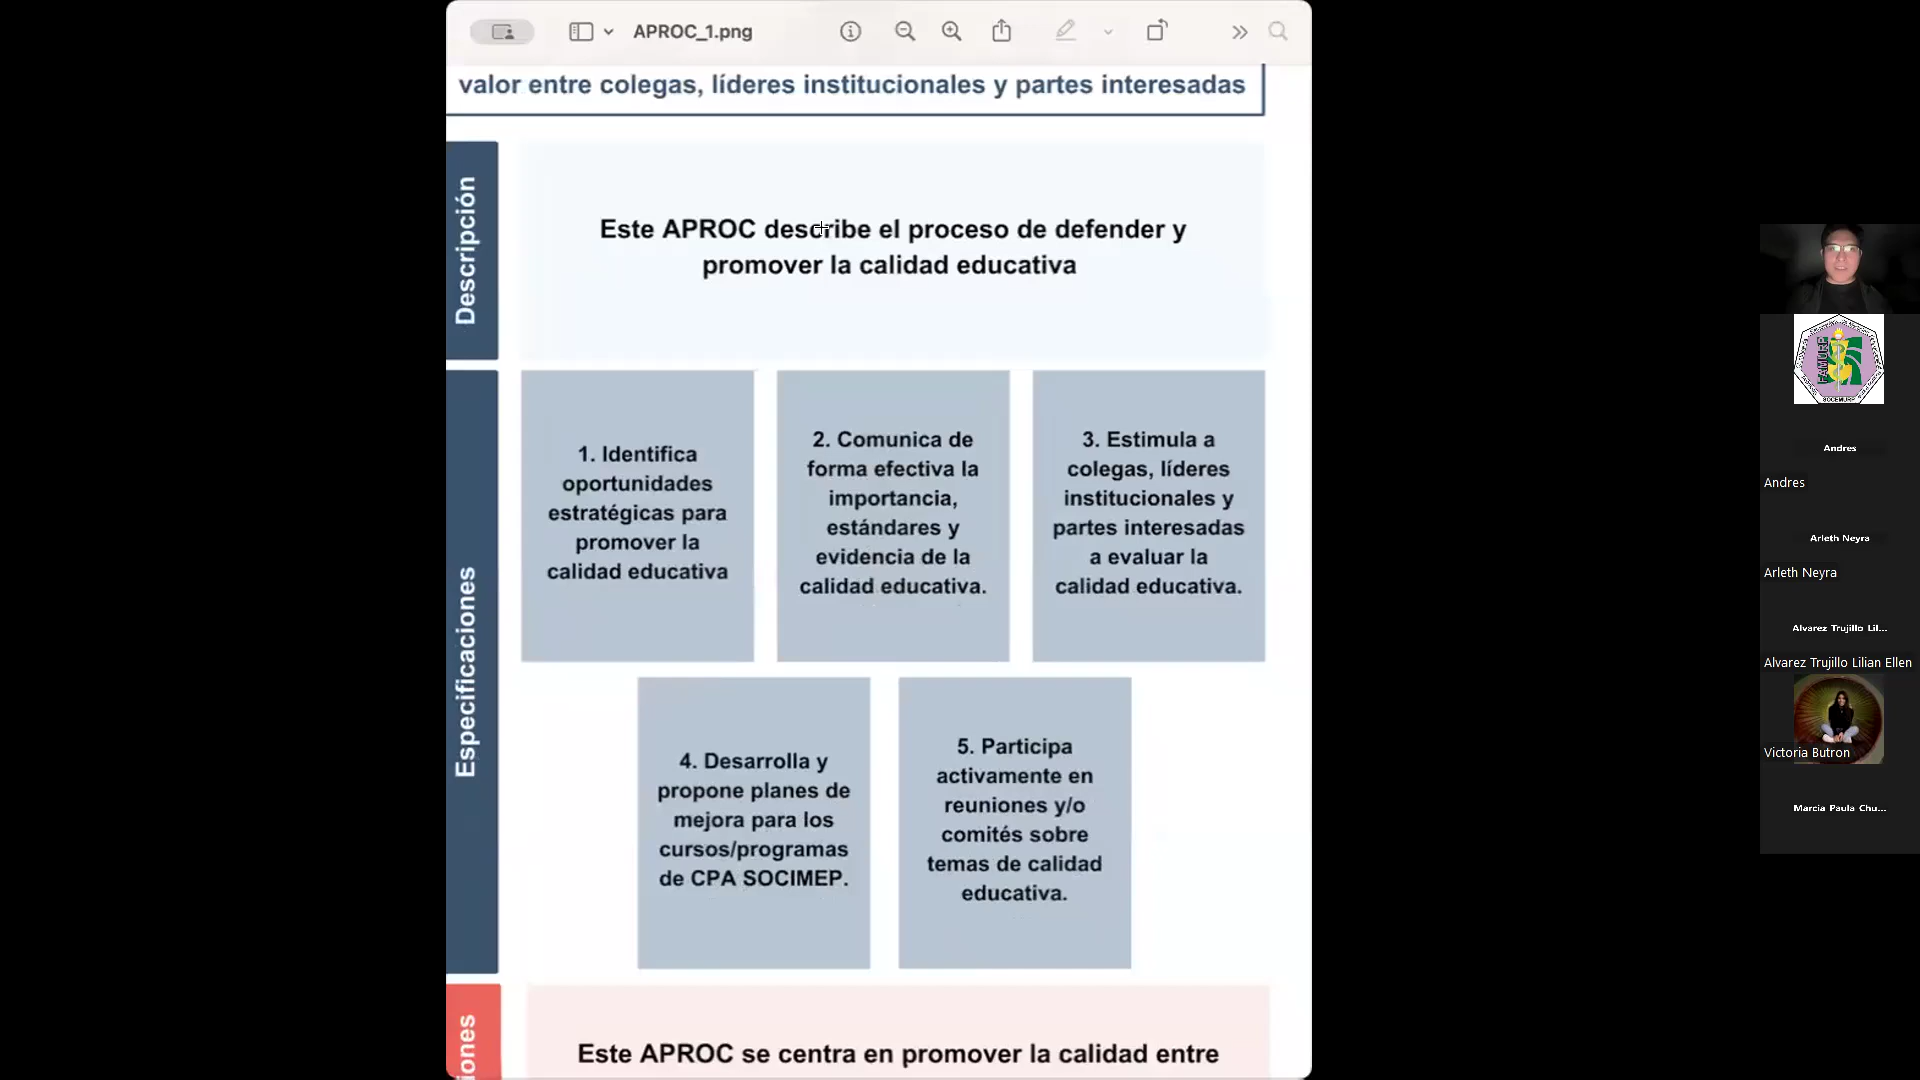 APROC_1.png
valor entre colegas, líderes institucionales y partes interesadas
Descripción
Este APROC describe el proceso de defender y
promover la calidad educativa
Especificaciones
1. Identifica
oportunidades
estratégicas para
promover la
calidad educativa
2. Comunica de
forma efectiva la
importancia,
estándares y
evidencia de la
calidad educativa.
3. Estimula a
colegas, líderes
institucionales y
partes interesadas
a evaluar la
calidad educativa.
4. Desarrolla y
propone planes de
mejora para los
cursos/programas
de CPA SOCIMEP.
5. Participa
activamente en
reuniones y/o
comités sobre
temas de calidad
educativa.
iones
Este APROC se centra en promover la calidad entre
FAMURP
SOCEMURP
Andres
Andres
Arleth Neyra
Arleth Neyra
Alvarez Trujillo Lil...
Alvarez Trujillo Lilian Ellen
Victoria Butron
Marcia Paula Chu...